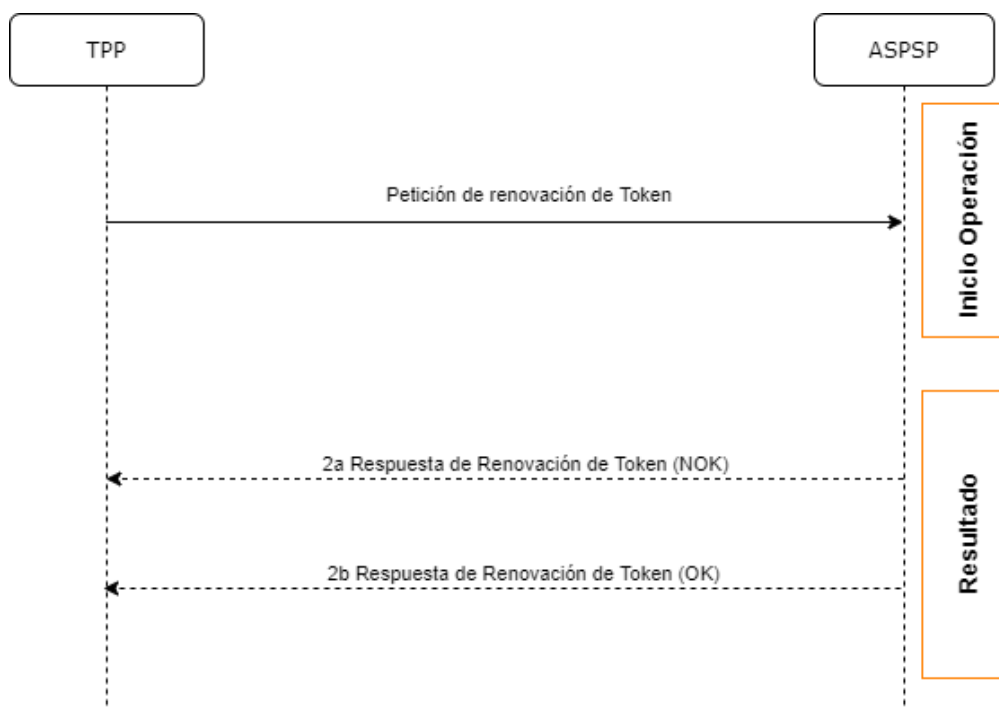 TPP
ASPSP
Inicio Operación
Petición de renovación de Token
2a Respuesta de Renovación de Token (NOK)
Resultado
2b Respuesta de Renovación de Token (OK)